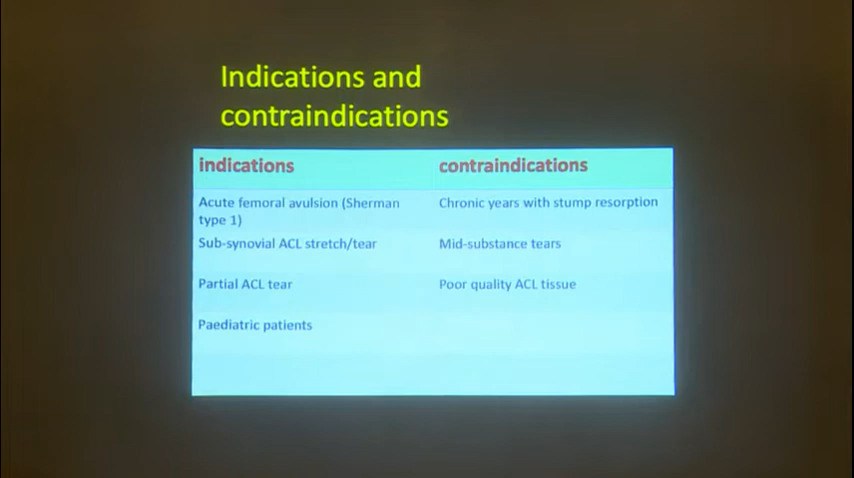 Indications and
contraindications
indications contraindications
Acute femoral avulsion (Sherman Chronic years with stump resorption
type 1)
Sub-synovial ACL stretch/tear Mid-substance tears
Partial ACL tear Poor quality ACL tissue
Paediatric patients